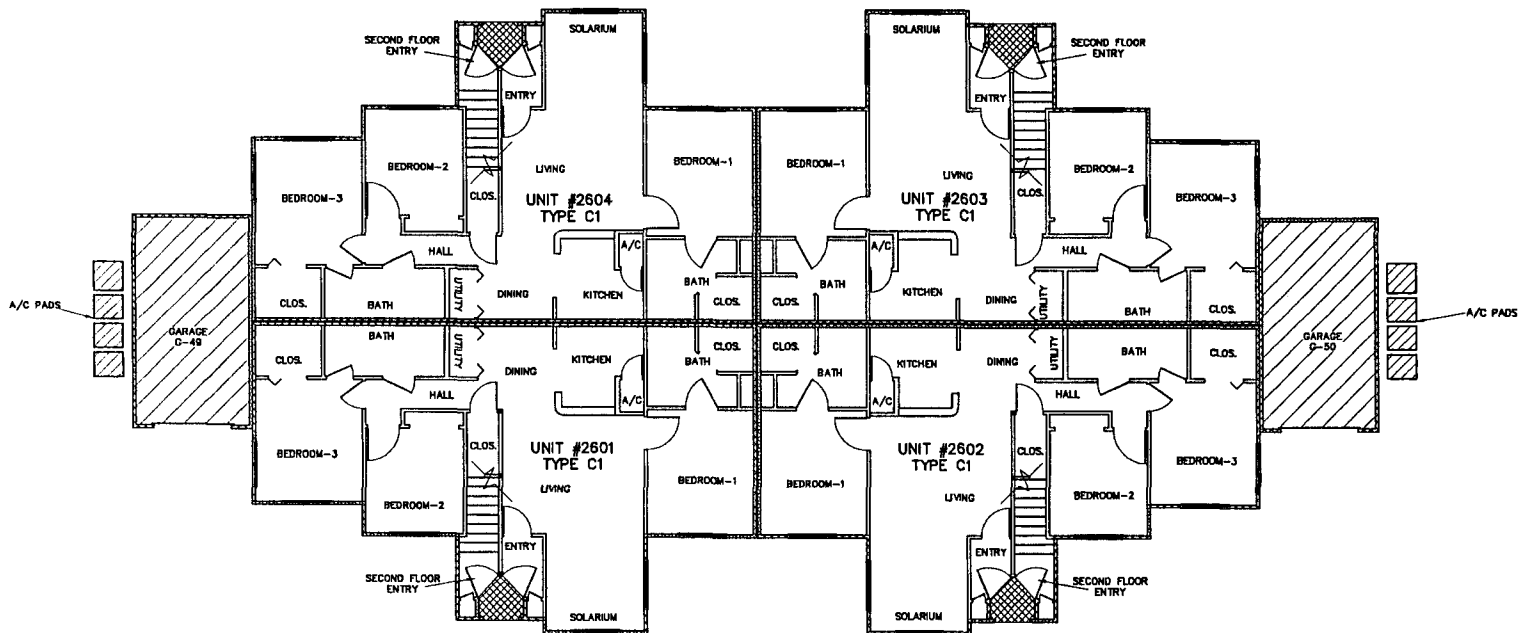 SOLARIUM
SOLARIUM
SECOND FLOOR
ENTRY
SECOND FLOOR
ENTRY
ENTRY
ENTRY
BEDROOM-3
BEDROOM-2
LIVING
BEDROOM-1
BEDROOM-1
LIVING
BEDROOM-2
BEDROOM-3
CLOS.
UNIT #2604
TYPE C1
UNIT #2603
TYPE C1
CLOS.
HALL
A/C
A/C
HALL
A/C PADS
CLOS.
BATH
UTILITY
DINING
KITCHEN
BATH
CLOS.
CLOS.
BATH
KITCHEN
DINING
UTILITY
BATH
CLOS.
A/C PADS
GARAGE
G-49
GARAGE
G-50
CLOS.
BATH
UTILITY
DINING
KITCHEN
BATH
CLOS.
CLOS.
BATH
KITCHEN
DINING
UTILITY
BATH
CLOS.
HALL
A/C
A/C
HALL
CLOS.
UNIT #2601
TYPE C1
UNIT #2602
TYPE C1
CLOS.
BEDROOM-3
BEDROOM-2
LIVING
BEDROOM-1
BEDROOM-1
LIVING
BEDROOM-2
BEDROOM-3
ENTRY
ENTRY
SECOND FLOOR
ENTRY
SECOND FLOOR
ENTRY
SOLARIUM
SOLARIUM